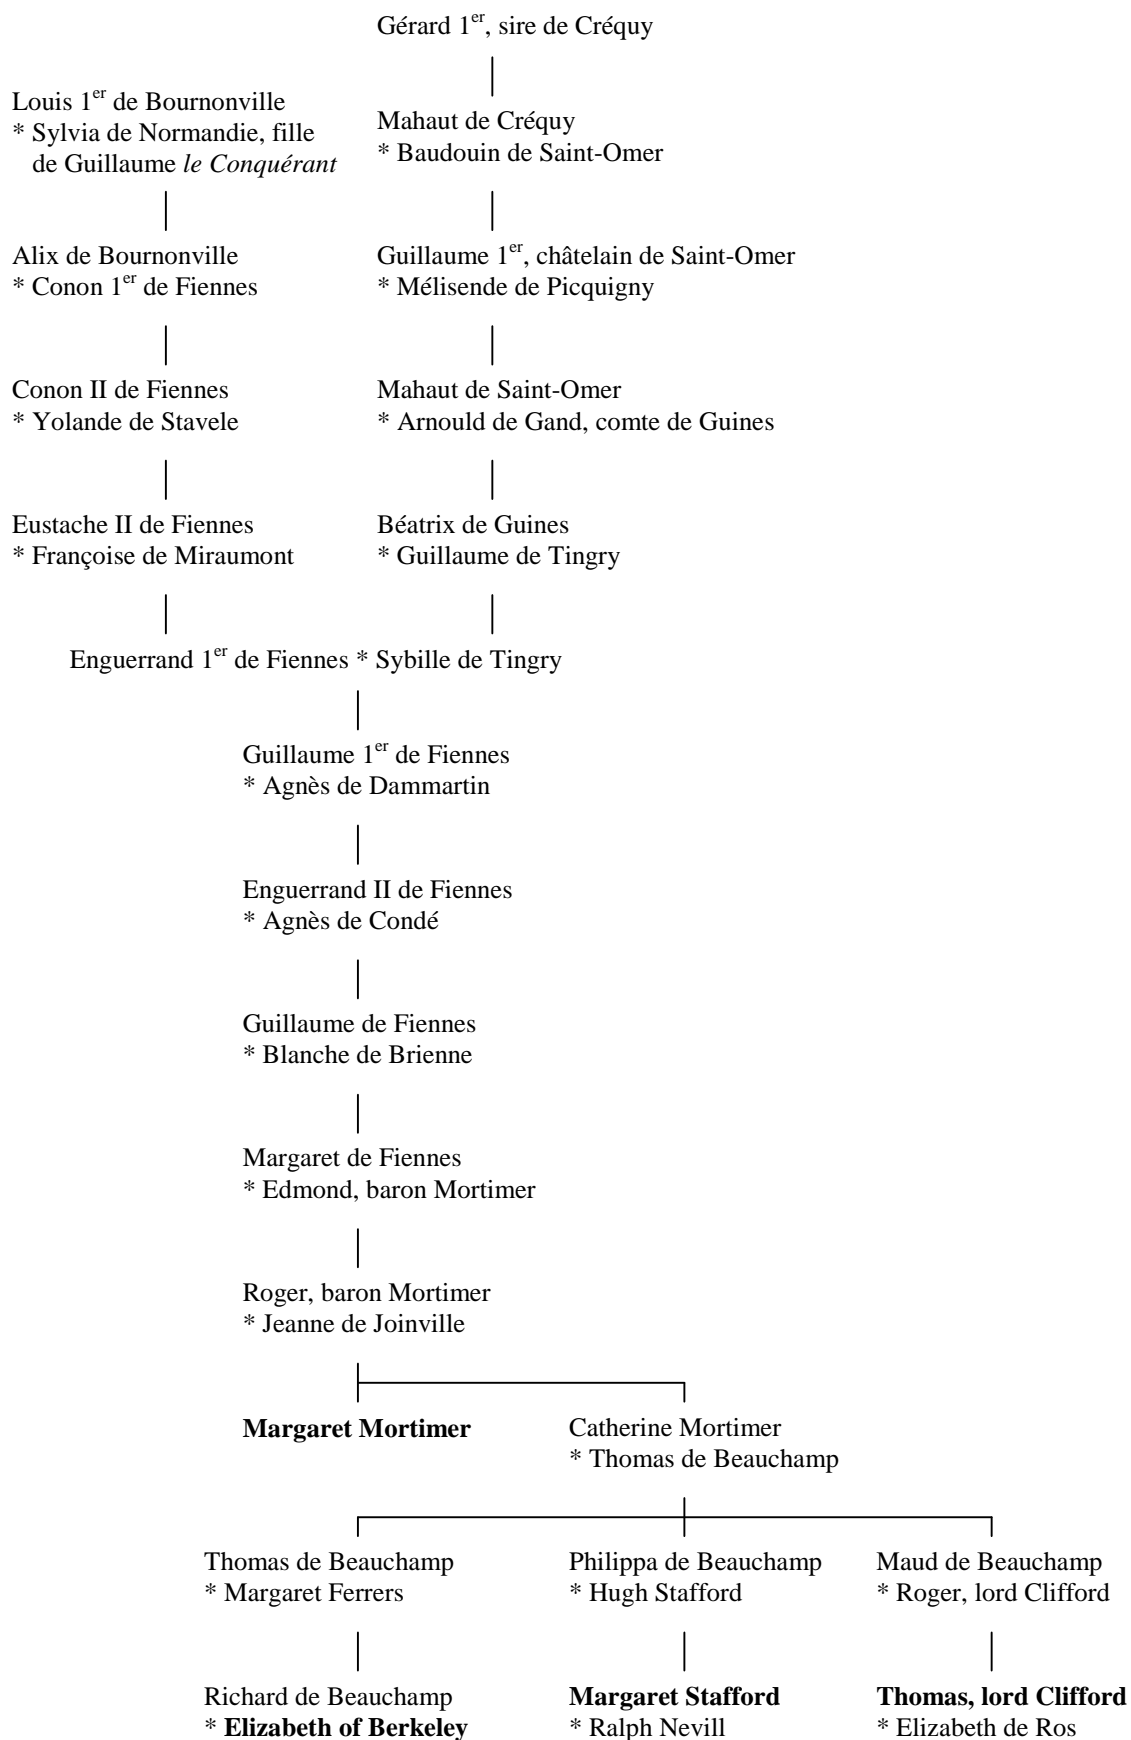 Gérard 1er, sire de Créquy
Louis 1er de Bournonville
* Sylvia de Normandie, fille
de Guillaume le Conquérant
Mahaut de Créquy
* Baudouin de Saint-Omer
Alix de Bournonville
* Conon 1er de Fiennes
Guillaume 1er, châtelain de Saint-Omer
* Mélisende de Picquigny
Conon II de Fiennes
* Yolande de Stavele
Mahaut de Saint-Omer
* Arnould de Gand, comte de Guines
Eustache II de Fiennes
* Françoise de Miraumont
Béatrix de Guines
* Guillaume de Tingry
Enguerrand 1er de Fiennes * Sybille de Tingry
Guillaume 1er de Fiennes
* Agnès de Dammartin
Enguerrand II de Fiennes
* Agnès de Condé
Guillaume de Fiennes
* Blanche de Brienne
Margaret de Fiennes
* Edmond, baron Mortimer
Roger, baron Mortimer
* Jeanne de Joinville
Margaret Mortimer
Catherine Mortimer
* Thomas de Beauchamp
Thomas de Beauchamp
* Margaret Ferrers
Philippa de Beauchamp
* Hugh Stafford
Maud de Beauchamp
* Roger, lord Clifford
Richard de Beauchamp
* Elizabeth of Berkeley
Margaret Stafford
* Ralph Nevill
Thomas, lord Clifford
* Elizabeth de Ros